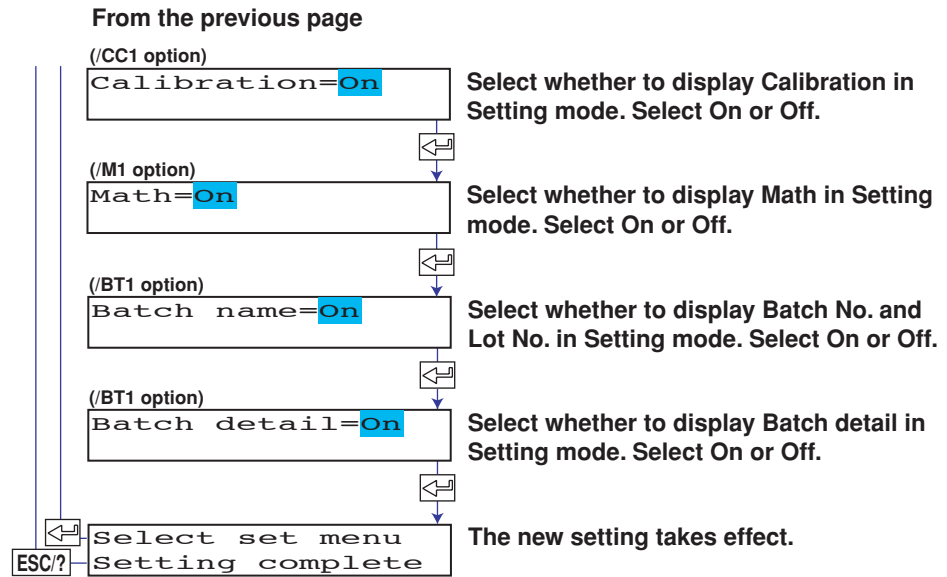 From the previous page
(/CC1 option)
Calibration=On
Select whether to display Calibration in
Setting mode. Select On or Off.
(/M1 option)
Math=On
Select whether to display Math in Setting
mode. Select On or Off.
(/BT1 option)
Batch name=On
Select whether to display Batch No. and
Lot No. in Setting mode. Select On or Off.
(/BT1 option)
Batch detail=On
Select whether to display Batch detail in
Setting mode. Select On or Off.
Select set menu
The new setting takes effect.
ESC/?
Setting complete